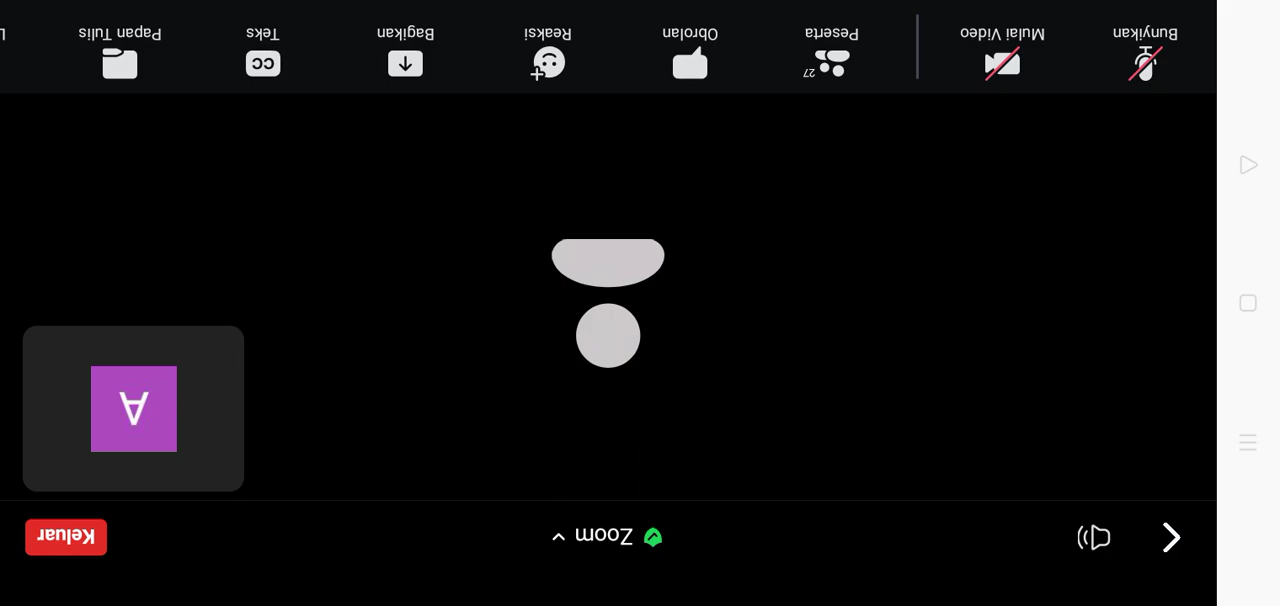 Zoom
Keluar
A
Bunyikan
Mulai Video
27
Peserta
Obrolan
Reaksi
Bagikan
CC
Teks
Papan Tulis